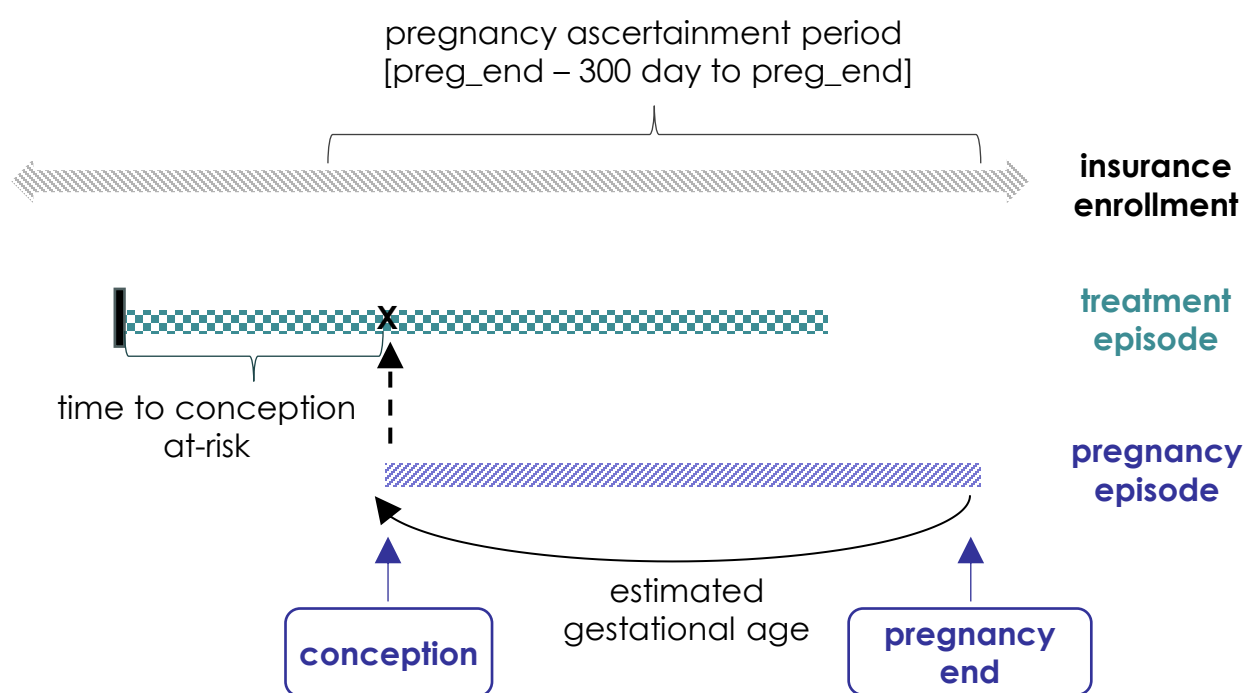 pregnancy ascertainment period
[preg_end – 300 day to preg_end]
insurance
enrollment
treatment
episode
X
time to conception
at-risk
pregnancy
episode
estimated
gestational age
conception
pregnancy
end